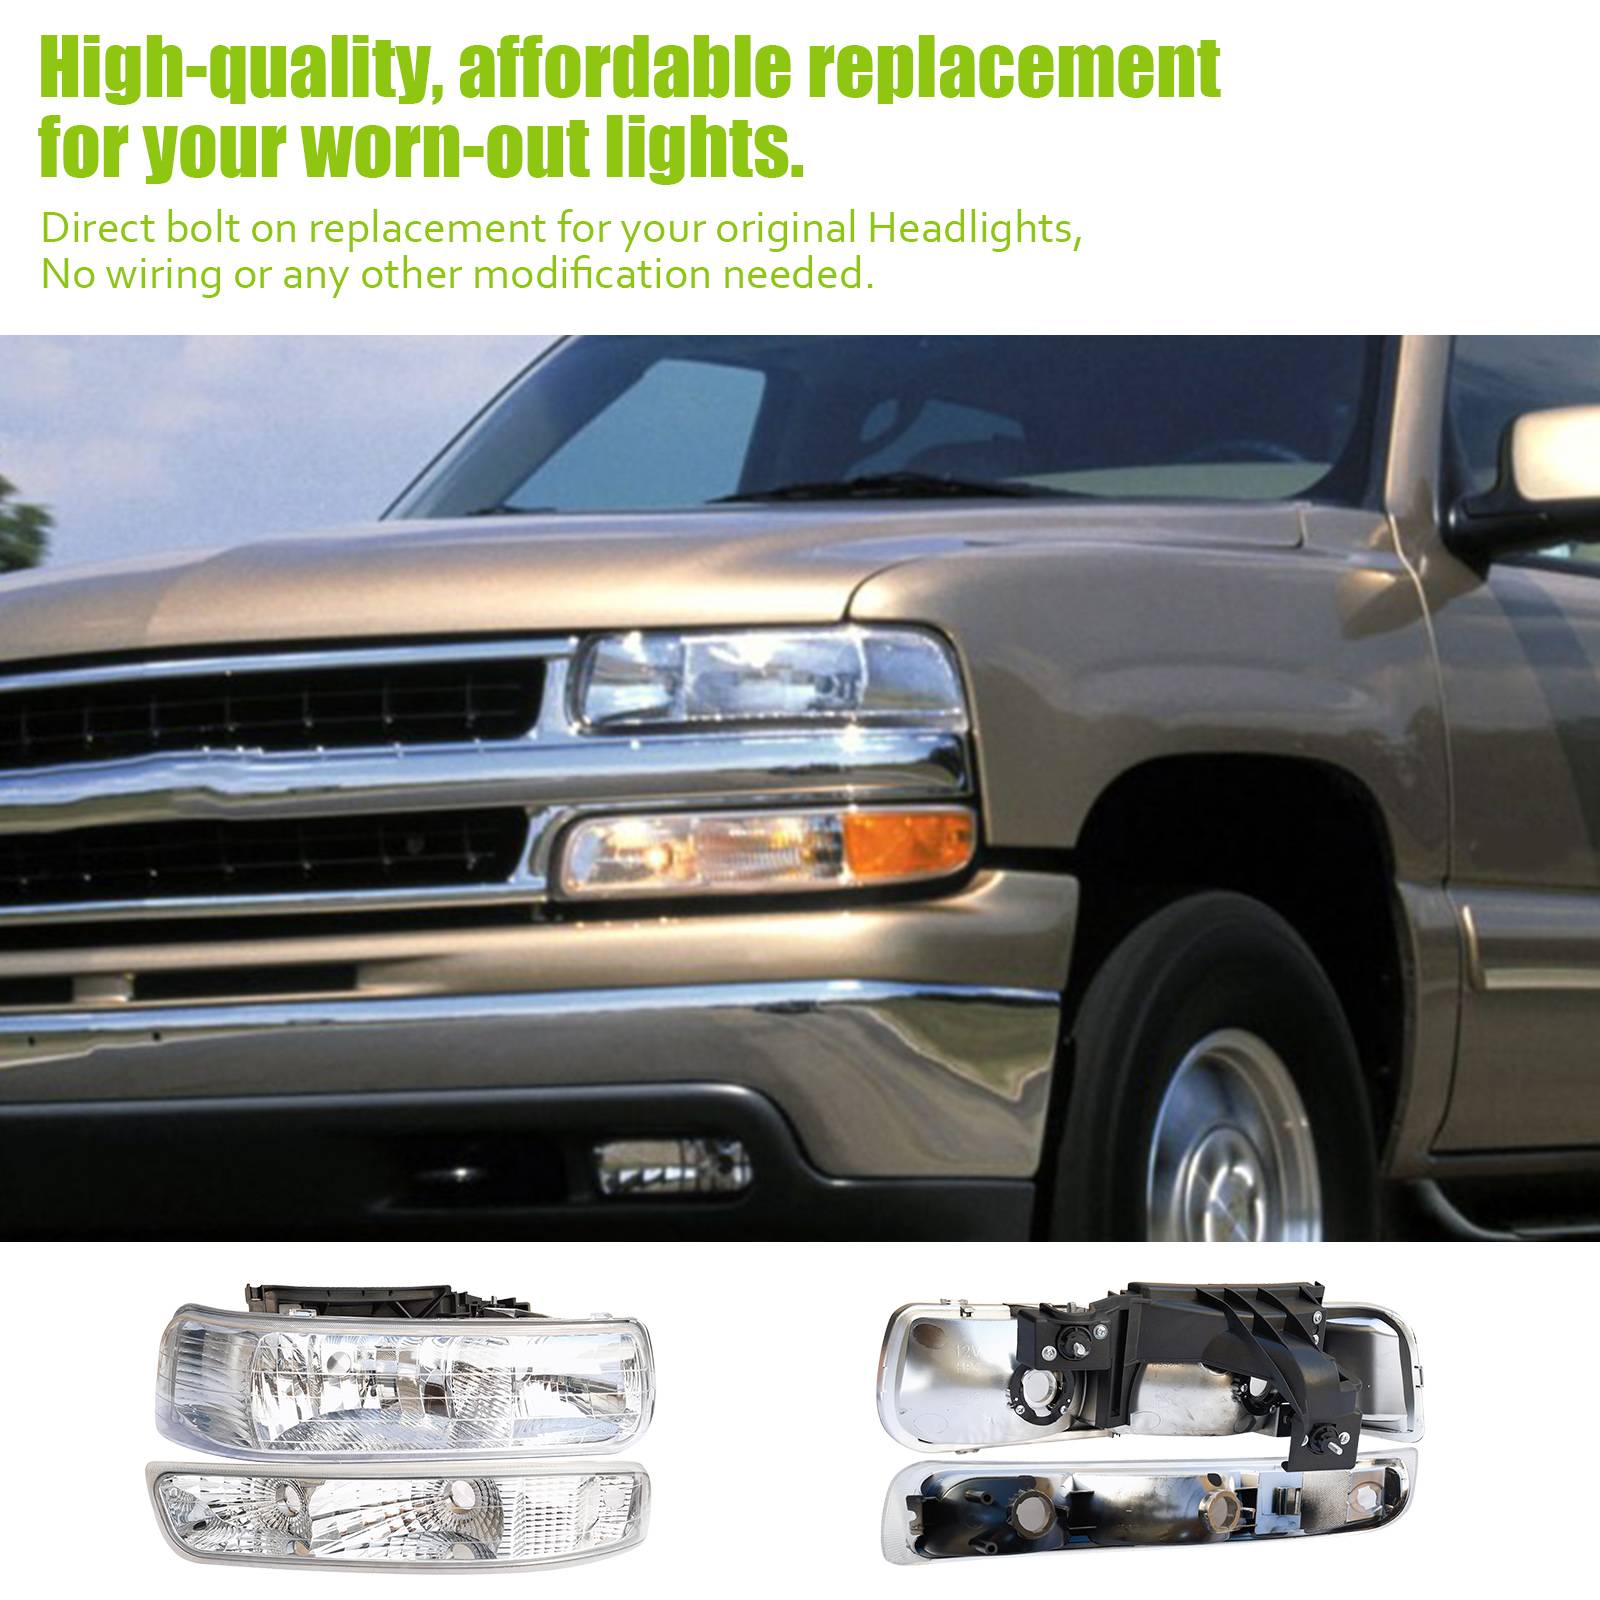 High-quality, affordable replacement
for your worn-out lights.
Direct bolt on replacement for your original Headlights,
No wiring or any other modification needed.
12V